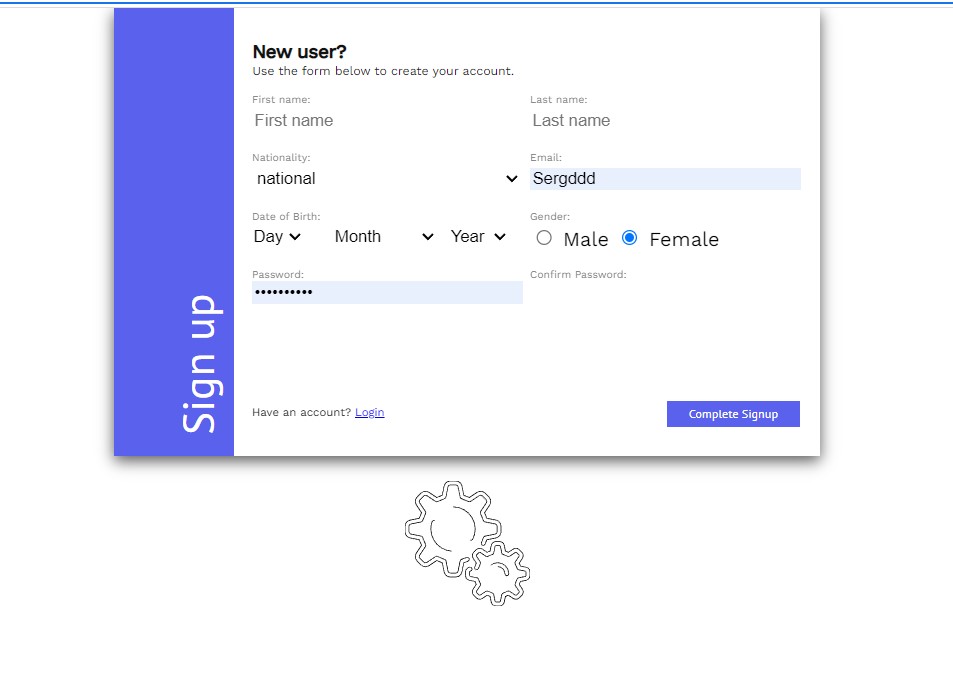 Sign up
New user?
Use the form below to create your account.
First name: Last name:
First name Last name
Nationality: Email:
national Sergddd
Date of Birth: Gender:
Day Month Year Male Female
Password: Confirm Password:
••••••••••
Have an account? Login Complete Signup